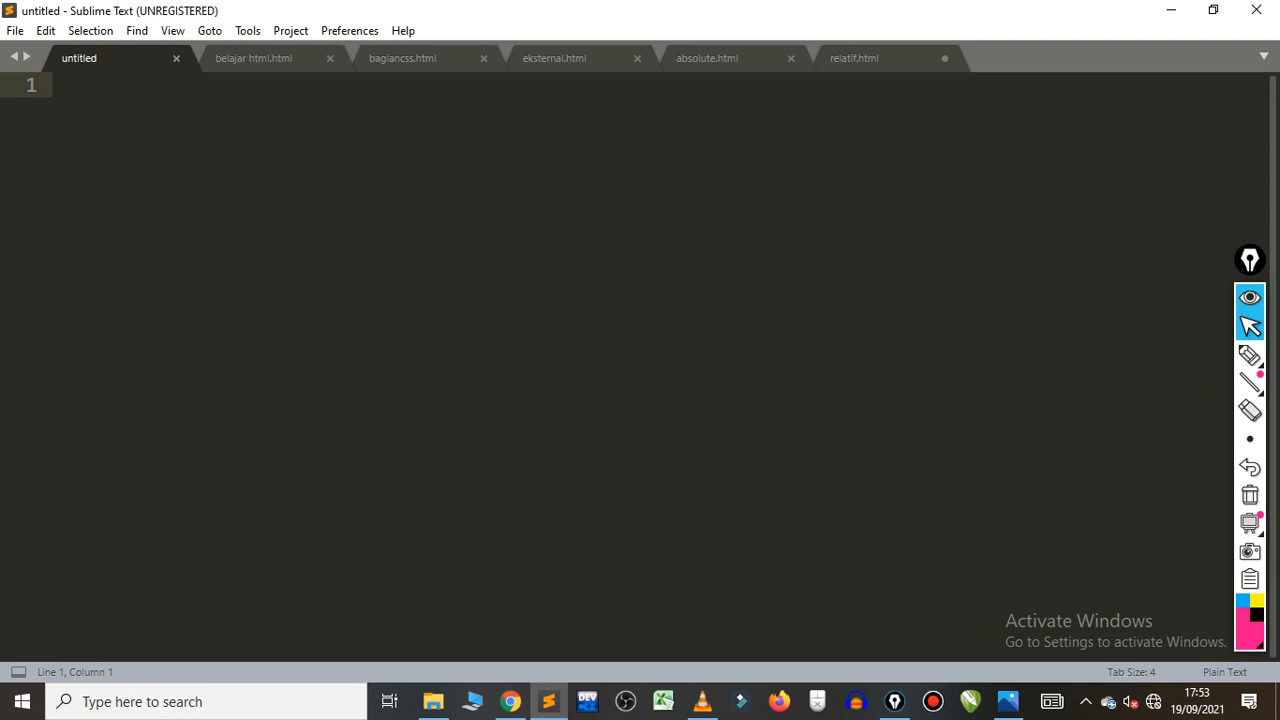 untitled - Sublime Text (UNREGISTERED)
File Edit Selection Find View Goto Tools Project Preferences Help
untitled belajar html.html bagiancss.html eksternal.html absolute.html relatif.html
1
Activate Windows
Go to Settings to activate Windows.
Line 1, Column 1 Tab Size: 4 Plain Text
Type here to search
DEV
17:53
19/09/2021